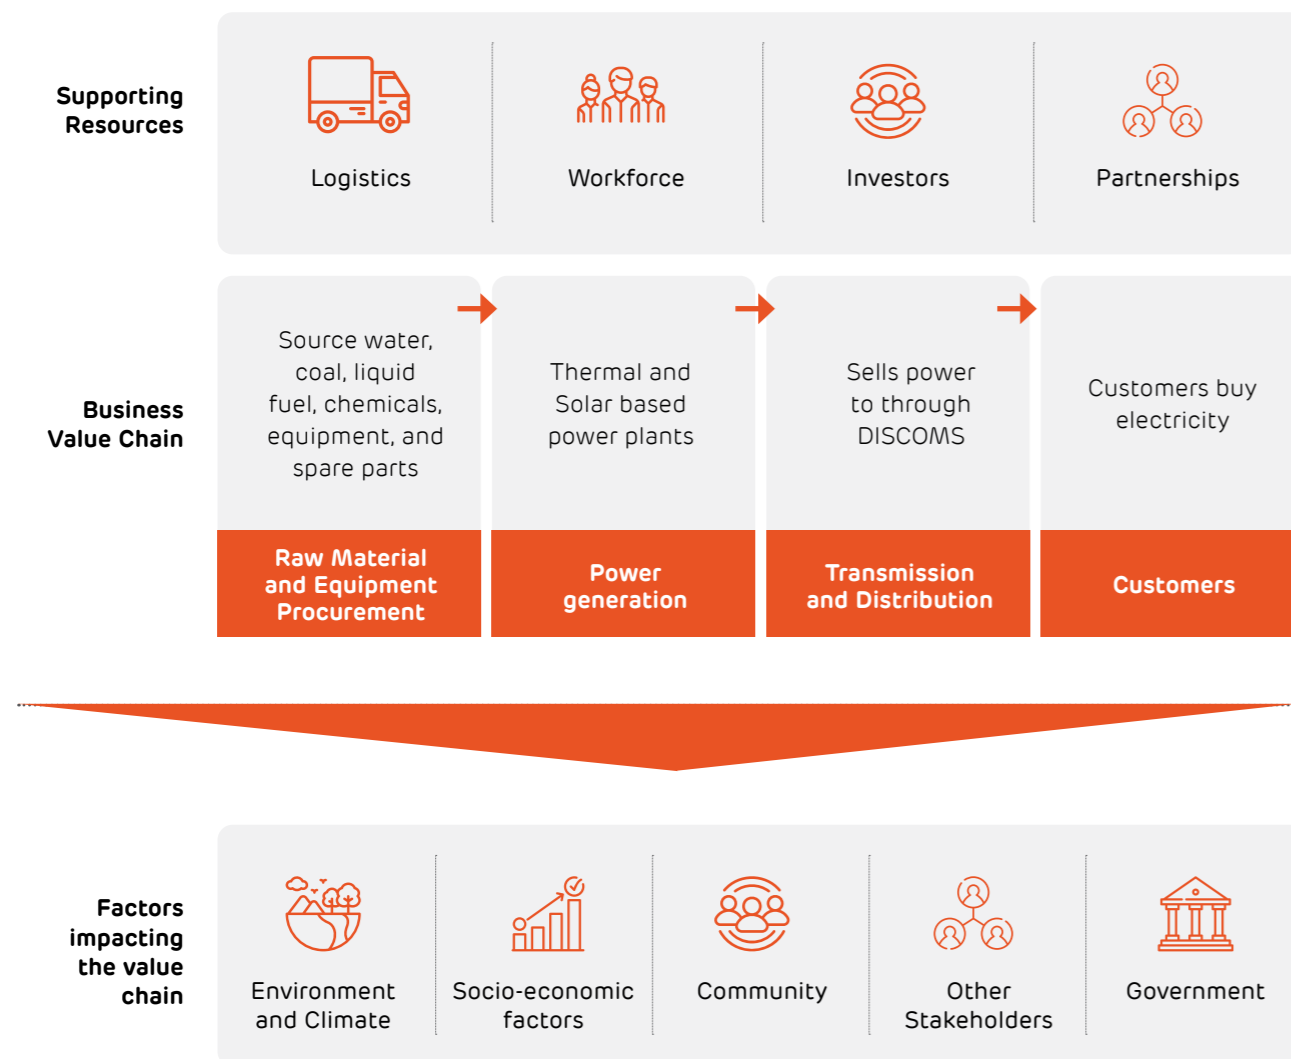 Supporting
Resources
Logistics
Workforce
Investors
Partnerships
Business
Value Chain
Source water,
coal, liquid
fuel, chemicals,
equipment, and
spare parts
Raw Material
and Equipment
Procurement
Thermal and
Solar based
power plants
Power
generation
Sells power
to through
DISCOMS
Transmission
and Distribution
Customers buy
electricity
Customers
Factors
impacting
the value
chain
Environment
and Climate
Socio-economic
factors
Community
Other
Stakeholders
Government